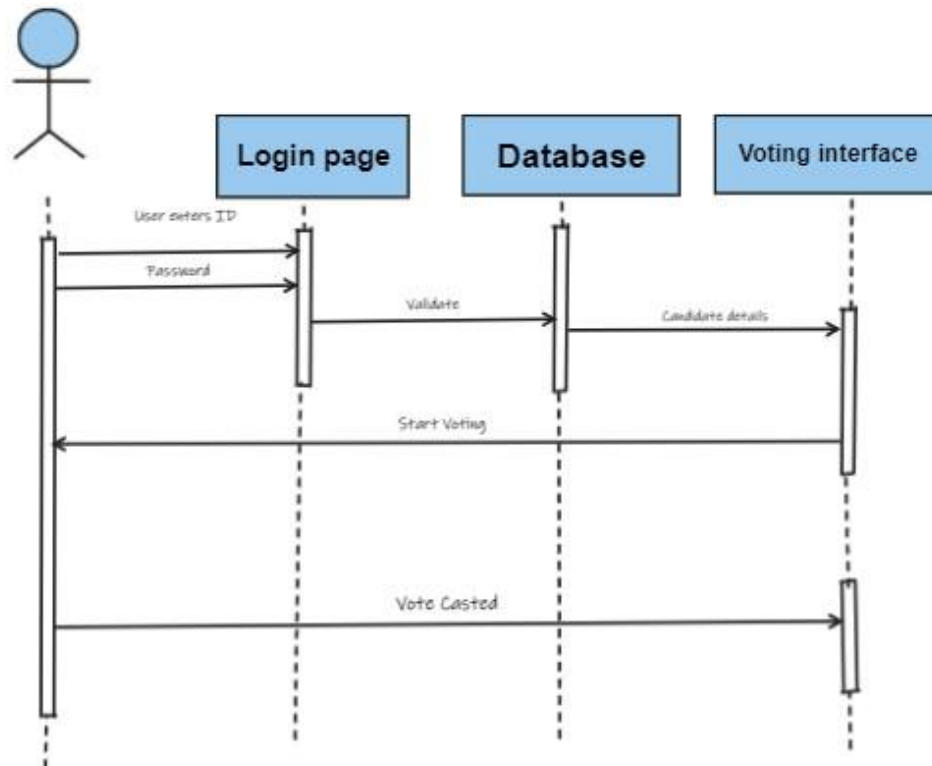 Login page
Database
Voting interface
User enters ID
Password
Validate
Candidate details
Start Voting
Vote Casted